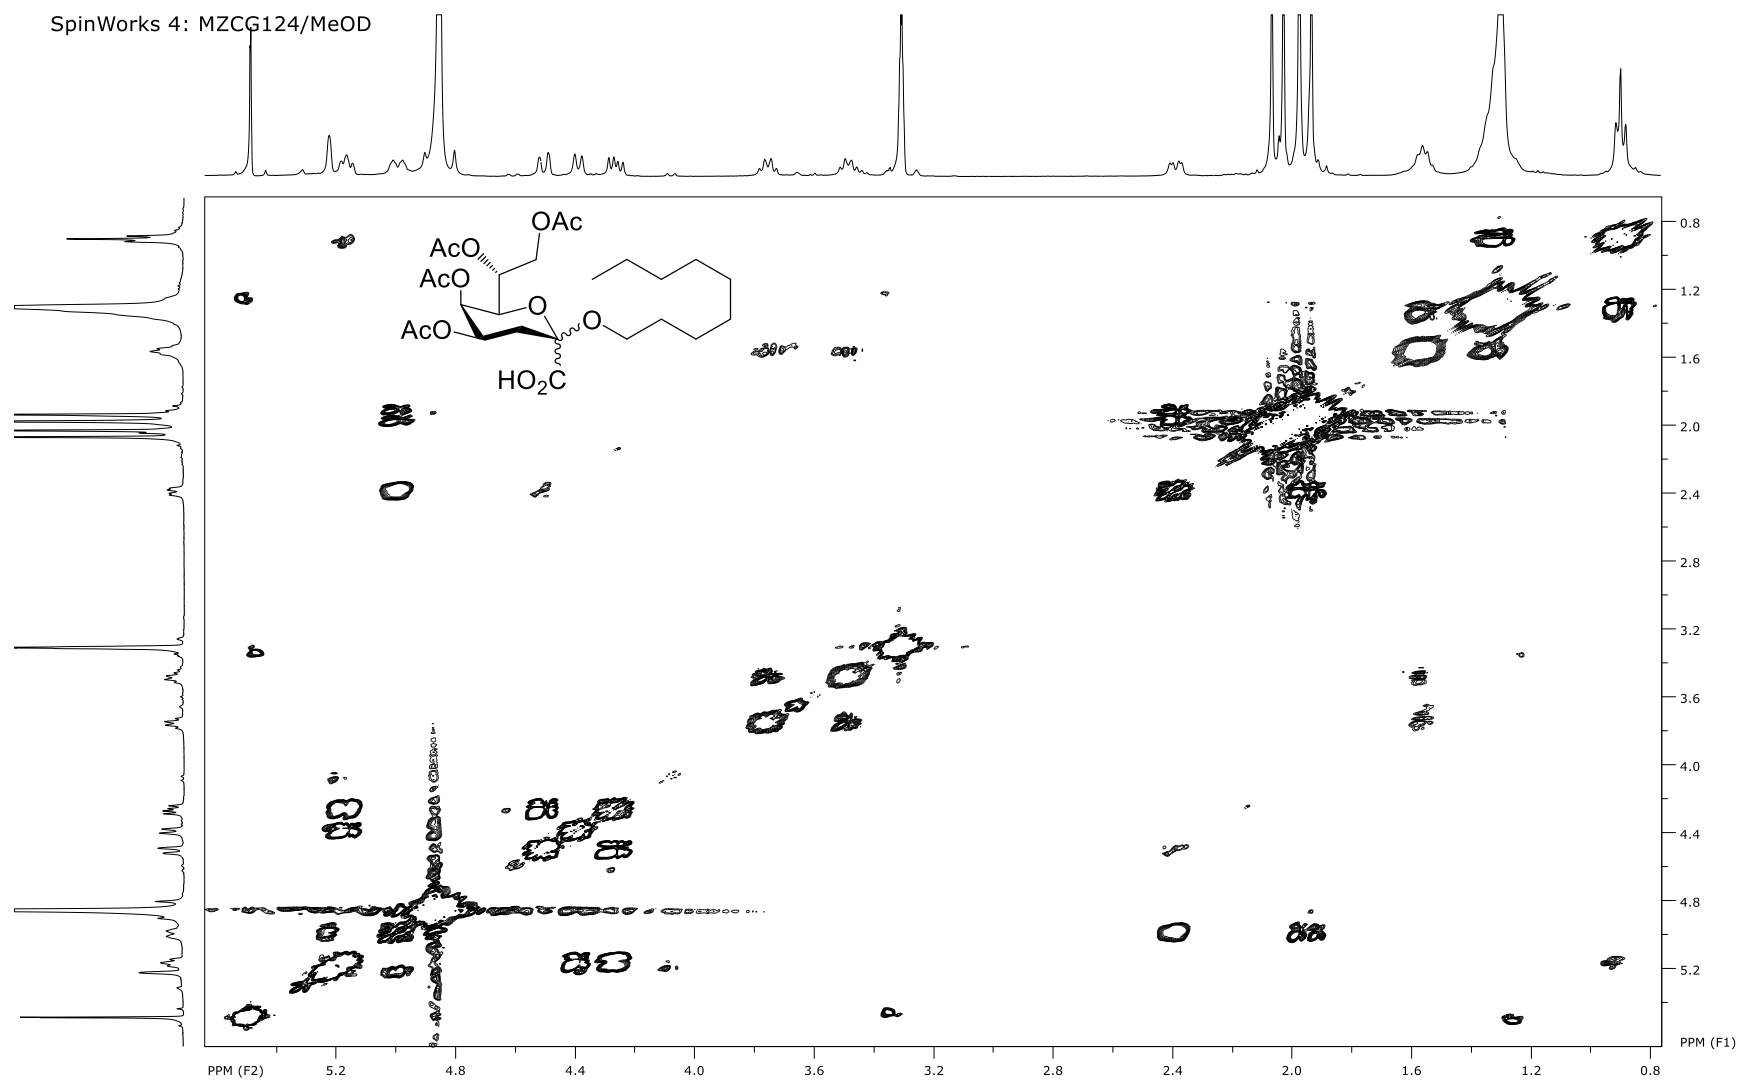 SpinWorks 4: MZCG124/MeOD
OAc
AcO
AcO
O
O
AcO
HO2C
0.8
1.2
1.6
2.0
2.4
2.8
3.2
3.6
4.0
4.4
4.8
5.2
PPM (F1)
PPM (F2) 5.2 4.8 4.4 4.0 3.6 3.2 2.8 2.4 2.0 1.6 1.2 0.8